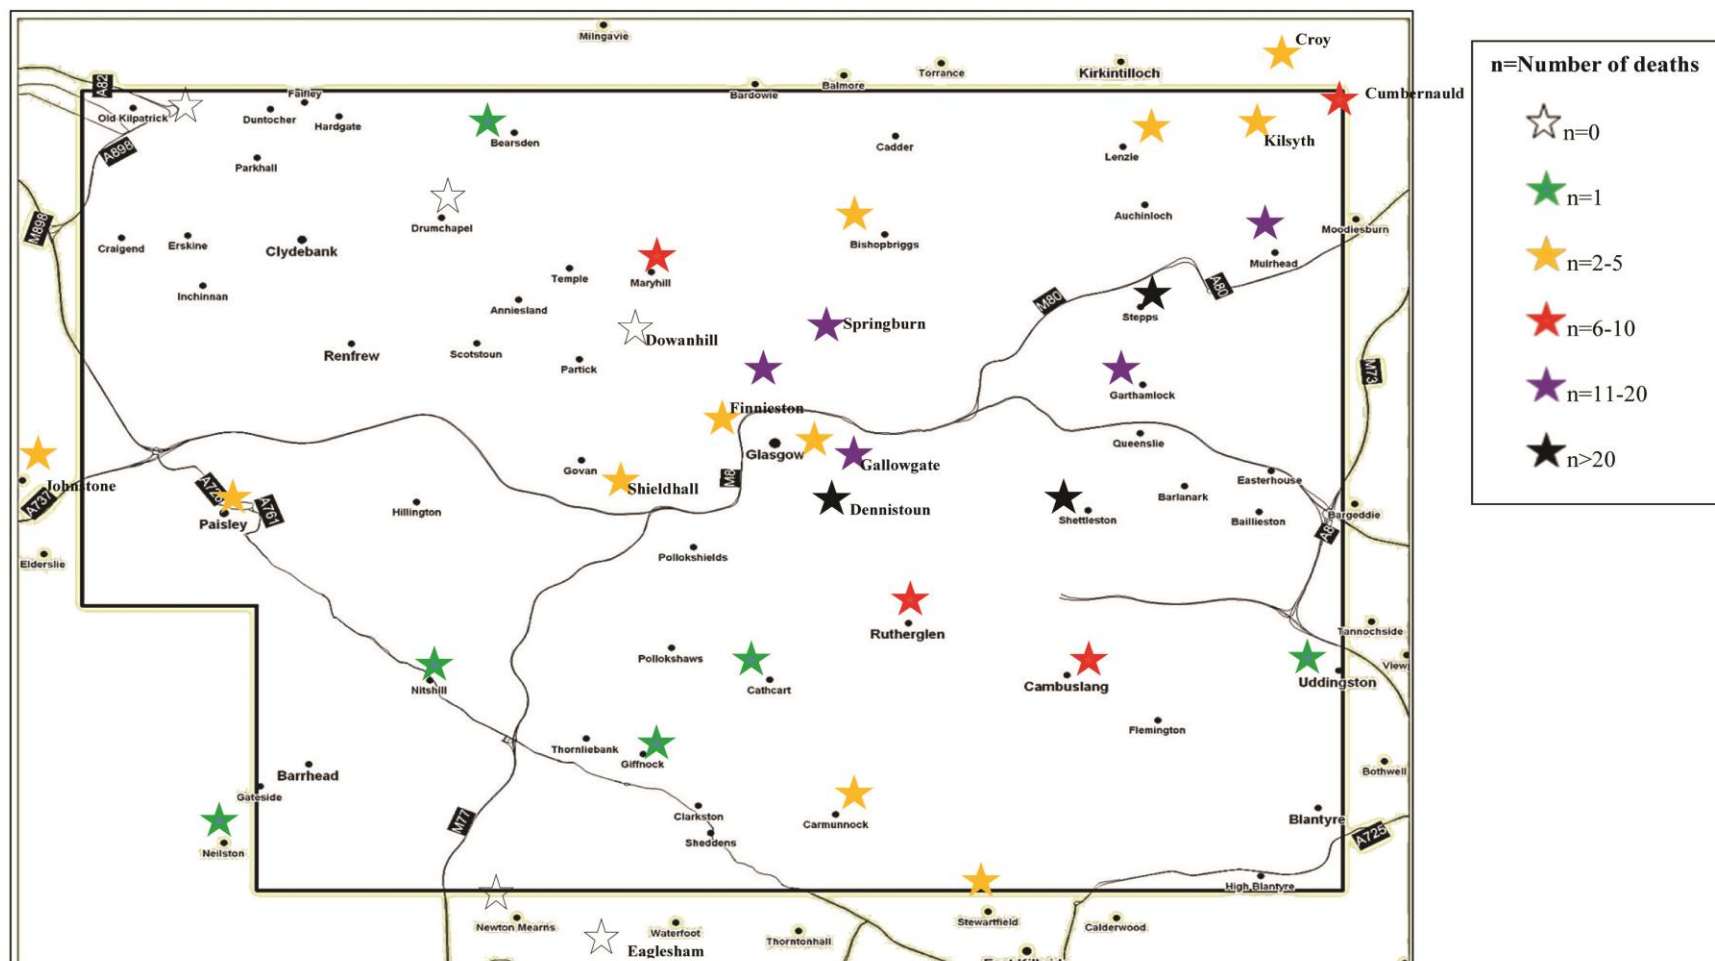 Milngavie
Croy
n=Number of deaths
Torrance
Kirkintilloch
Balmore
Bardowie
A82
Faifley
Cumbernauld
Old Kilpatrick
Duntocher
Hardgate
n=0
Bearsden
Cadder
Lenzie
Kilsyth
A898
Parkhall
n=1
Auchinloch
M898
Drumchapel
Moodiesburn
Craigend
Erskine
Clydebank
Bishopbriggs
Muirhead
n=2-5
Temple
Maryhill
Inchinnan
A80
M80
Anniesland
Stepps
Springburn
n=6-10
Dowanhill
Renfrew
Scotstoun
Partick
M73
Garthamlock
n=11-20
Finnieston
Queenslie
Glasgow
Gallowgate
n>20
Govan
M8
Easterhouse
Johnstone
A726
Shieldhall
Barlanark
A737
A761
Paisley
Hillington
Dennistoun
Shettleston
Baillieston
Bargeddie
A8
Elderslie
Pollokshields
Rutherglen
Tannochside
Pollokshaws
View
Nitshill
Cathcart
Cambuslang
Uddington
Flemington
Thornliebank
Giffnock
Barrhead
Bothwell
Gateside
Clarkston
Carmunnock
Blantyre
M77
A725
Sheddens
Neilston
High Blantyre
Newton Mearns
Waterfoot
Stewartfield
Calderwood
Thorntonhall
Eaglesham